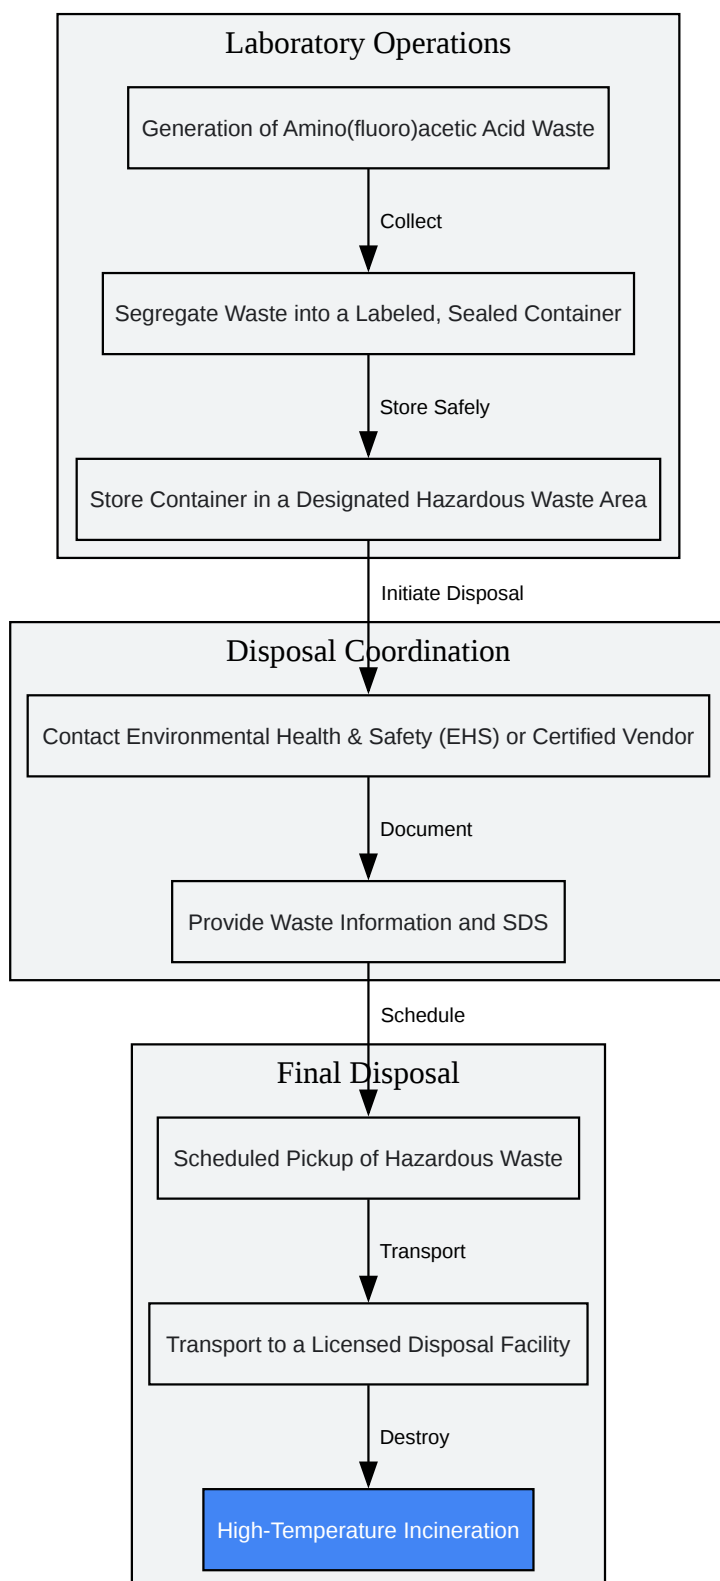 Laboratory Operations
Generation of Amino(fluoro)acetic Acid Waste
Collect
Segregate Waste into a Labeled, Sealed Container
Store Safely
Store Container in a Designated Hazardous Waste Area
Initiate Disposal
Disposal Coordination
Contact Environmental Health & Safety (EHS) or Certified Vendor
Document
Provide Waste Information and SDS
Schedule
Final Disposal
Scheduled Pickup of Hazardous Waste
Transport
Transport to a Licensed Disposal Facility
Destroy
High-Temperature Incineration